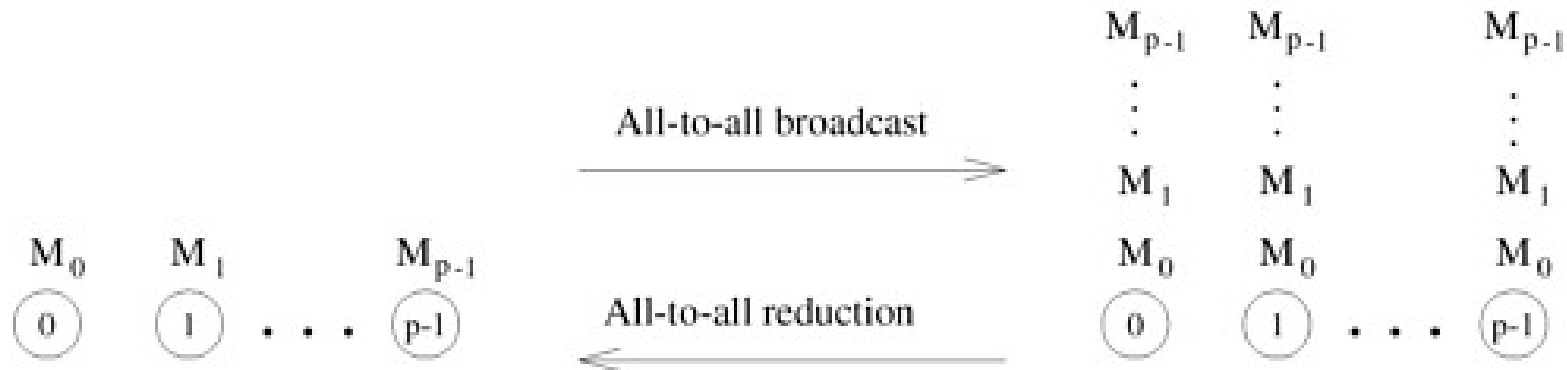 M_{p-1} M_{p-1} M_{p-1}
All-to-all broadcast
M_1 M_1 M_1
M_0 M_1 M_{p-1} M_0 M_0 M_0
0 1 . . . p-1 All-to-all reduction 0 1 . . . p-1